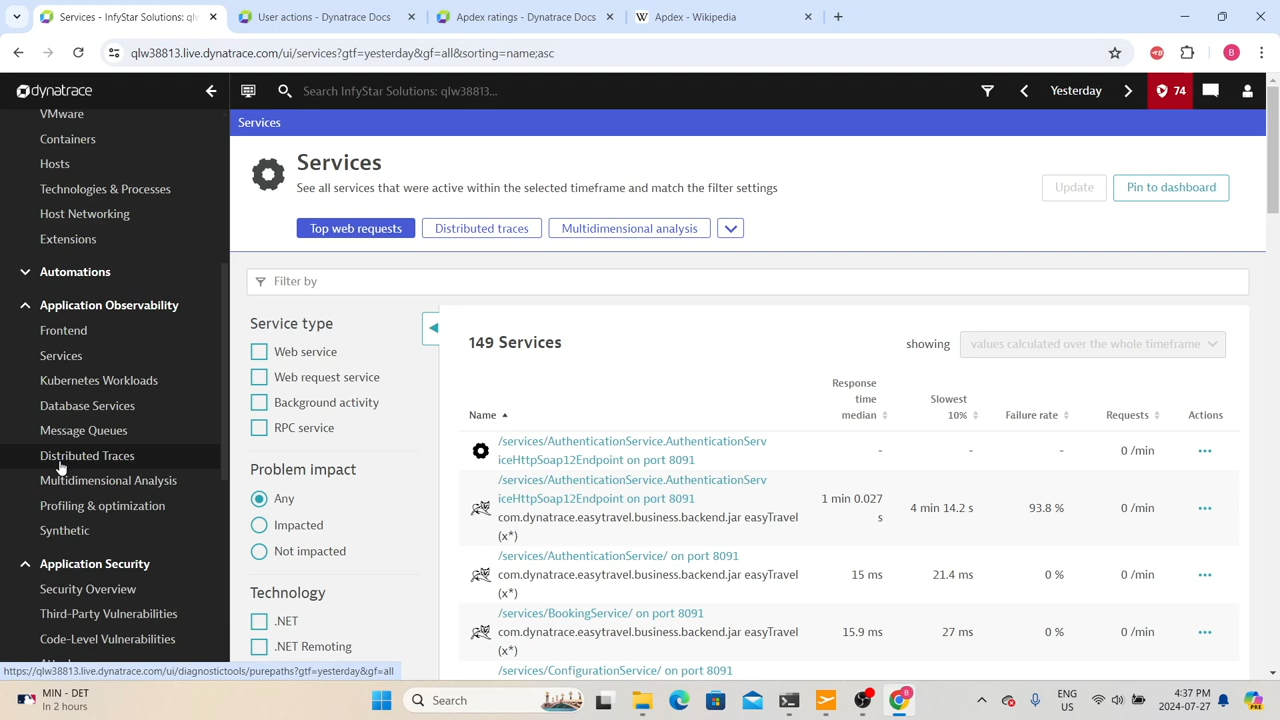 Services - InfyStar Solutions: ql
User actions - Dynatrace Docs
Apdex ratings - Dynatrace Docs
W Apdex - Wikipedia
qlw38813.live.dynatrace.com/ui/services?gtf=yesterday&gf=all&sorting=name;asc
B
dynatrace
Search InfyStar Solutions: qlw38813...
Yesterday
74
VMware
Containers
Hosts
Technologies & Processes
Host Networking
Extensions
Automations
Application Observability
Frontend
Services
Kubernetes Workloads
Database Services
Message Queues
Distributed Traces
Multidimensional Analysis
Profiling & optimization
Synthetic
Application Security
Security Overview
Third-Party Vulnerabilities
Code-Level Vulnerabilities
https://qlw38813.live.dynatrace.com/ui/diagnostictools/purepaths?gtf=yesterday&gf=all
Services
Services
See all services that were active within the selected timeframe and match the filter settings
Update
Pin to dashboard
Top web requests
Distributed traces
Multidimensional analysis
Filter by
Service type
Web service
Web request service
Background activity
RPC service
Problem impact
Any
Impacted
Not impacted
Technology
.NET
.NET Remoting
149 Services
showing
values calculated over the whole timeframe
Name
Response
time
median
Slowest
10%
Failure rate
Requests
Actions
/services/AuthenticationService.AuthenticationServ
iceHttpSoap12Endpoint on port 8091
- - - 0 /min ...
/services/AuthenticationService.AuthenticationServ
iceHttpSoap12Endpoint on port 8091
com.dynatrace.easytravel.business.backend.jar easyTravel
(x*)
1 min 0.027
s
4 min 14.2 s
93.8 %
0 /min ...
/services/AuthenticationService/ on port 8091
com.dynatrace.easytravel.business.backend.jar easyTravel
(x*)
15 ms
21.4 ms
0 %
0 /min ...
/services/BookingService/ on port 8091
com.dynatrace.easytravel.business.backend.jar easyTravel
(x*)
15.9 ms
27 ms
0 %
0 /min ...
/services/ConfigurationService/ on port 8091
MIN - DET
In 2 hours
Search
ENG
US
4:37 PM
2024-07-27
PRE